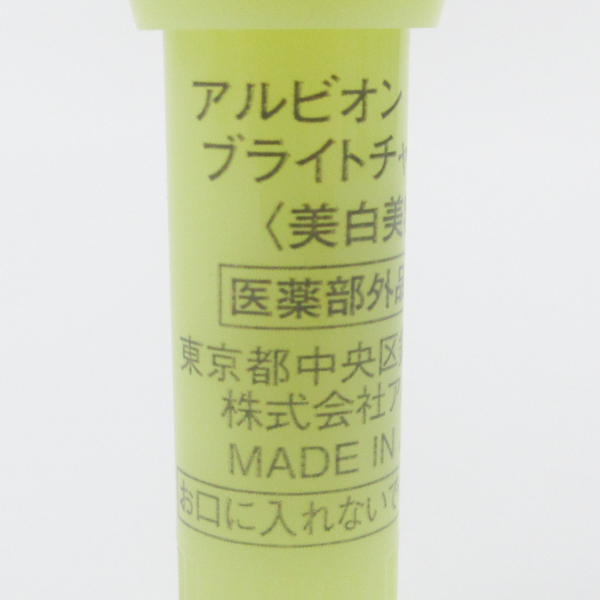 アルビオン
ブライトチャ
〈美白美
医薬部外品
東京都中央区
株式会社ア
MADE IN
お口に入れないで